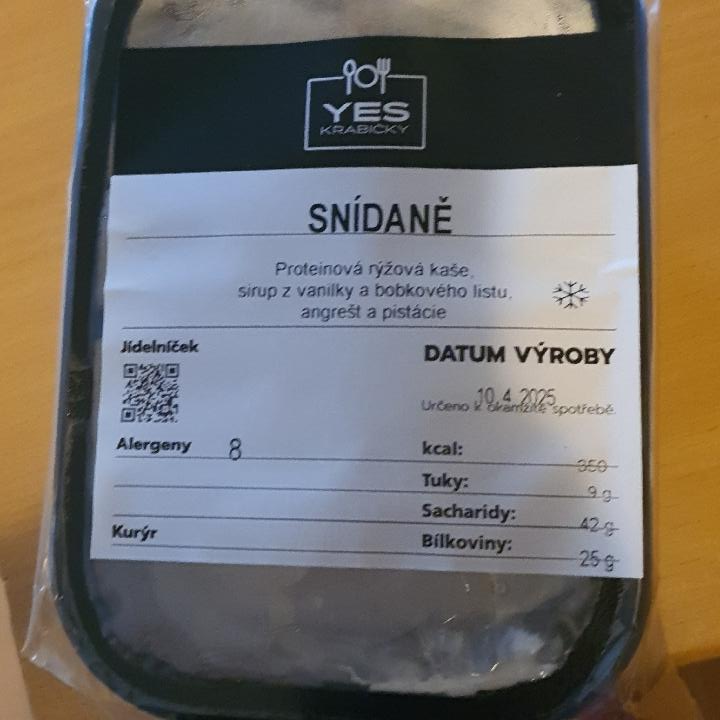 YES
KRABIČKY
SNÍDANĚ
Proteinová rýžová kaše,
sirup z vanilky a bobkového listu,
angrešt a pistácie
Jídelníček
DATUM VÝROBY
10.4.2025
Určeno k okamžité spotřebě.
Alergeny 8
kcal: 350
Tuky: 9 g
Sacharidy: 42 g
Kurýr
Bílkoviny: 25 g